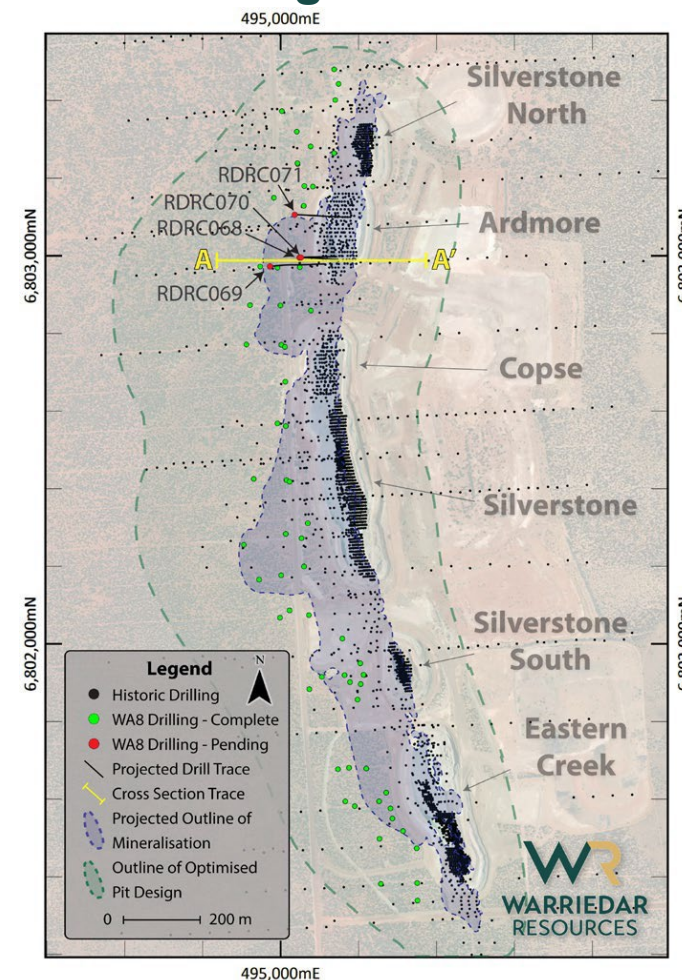 495,000mE
Silverstone
North
RDRC071
RDRC070
RDRC068
Ardmore
6,803,000mN
A
A'
RDRC069
Copse
Silverstone
Silverstone
South
6,802,000mN
Eastern
Creek
Legend
N
Historic Drilling
WA8 Drilling - Complete
WA8 Drilling - Pending
Projected Drill Trace
Cross Section Trace
Projected Outline of
Mineralisation
Outline of Optimised
Pit Design
0 200 m
WR
WARRIEDAR
RESOURCES
495,000mE